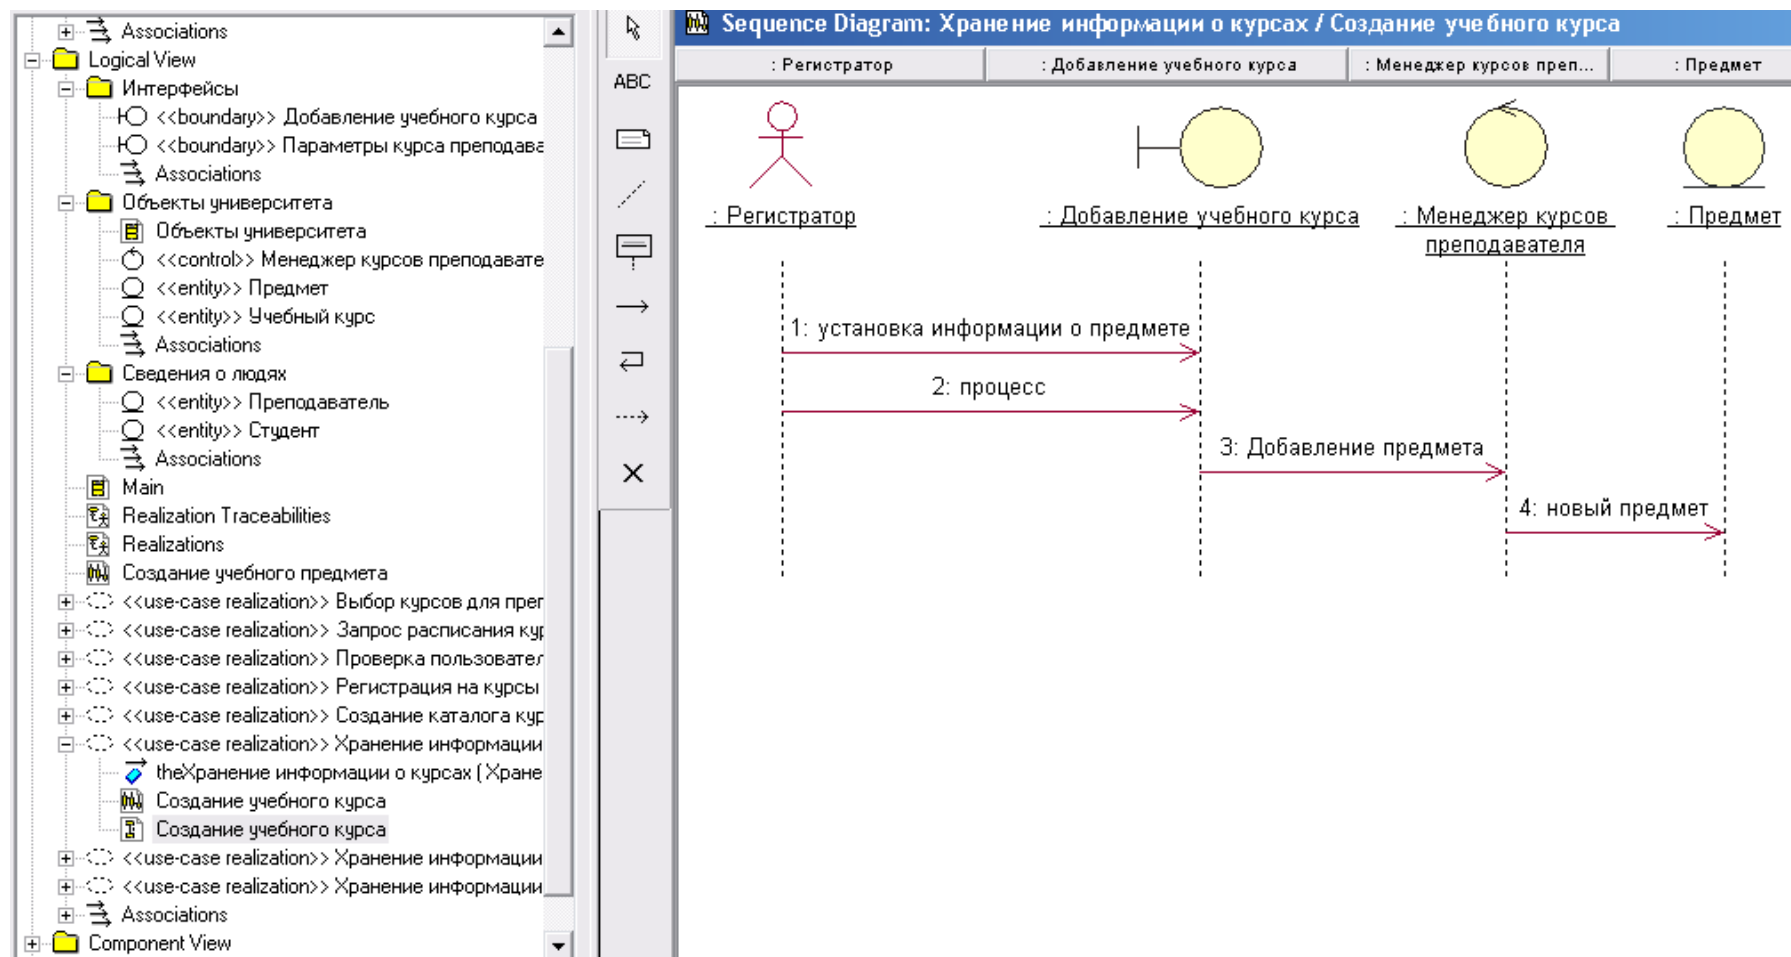 Associations
Logical View
Интерфейсы
<<boundary>> Добавление учебного курса
<<boundary>> Параметры курса преподава
Associations
Объекты университета
Объекты университета
<<control>> Менеджер курсов преподавате
<<entity>> Предмет
<<entity>> Учебный курс
Associations
Сведения о людях
<<entity>> Преподаватель
<<entity>> Студент
Associations
Main
Realization Traceabilities
Realizations
Создание учебного предмета
<<use-case realization>> Выбор курсов для преп
<<use-case realization>> Запрос расписания кур
<<use-case realization>> Проверка пользовател
<<use-case realization>> Регистрация на курсы
<<use-case realization>> Создание каталога кур
<<use-case realization>> Хранение информации
theХранение информации о курсах (Хране
Создание учебного курса
Создание учебного курса
<<use-case realization>> Хранение информации
<<use-case realization>> Хранение информации
Associations
Component View
ABC
Sequence Diagram: Хранение информации о курсах / Создание учебного курса
: Регистратор
: Добавление учебного курса
: Менеджер курсов преп...
: Предмет
: Регистратор
: Добавление учебного курса
: Менеджер курсов
преподавателя
: Предмет
1: установка информации о предмете
2: процесс
3: Добавление предмета
4: новый предмет